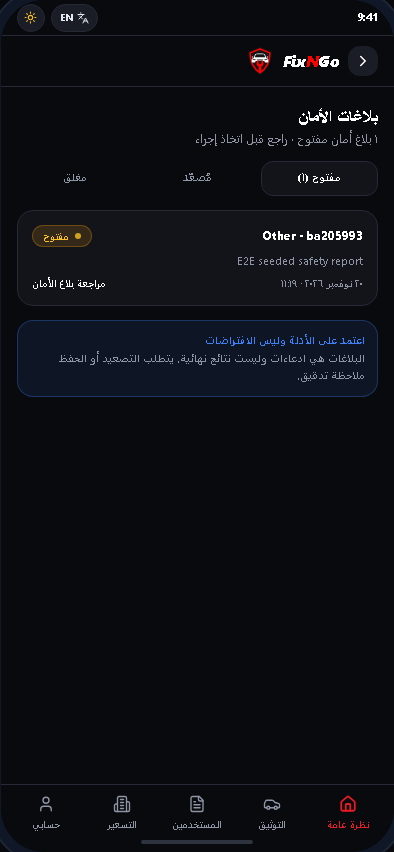 9:41
EN
FixNGo
بلاغات الأمان
١ بلاغ أمان مفتوح · راجع قبل اتخاذ إجراء
مفتوح (١)
مُصعَّد
مغلق
Other - ba205993
مفتوح
E2E seeded safety report
٢٠ نوفمبر ٢٠٢٦ · ١١:١٩
مراجعة بلاغ الأمان
اعتمد على الأدلة وليس الافتراضات
البلاغات هي ادعاءات وليست نتائج نهائية. يتطلب التصعيد أو الحفظ
ملاحظة تدقيق.
نظرة عامة
التوثيق
المستخدمين
التسعير
حسابي